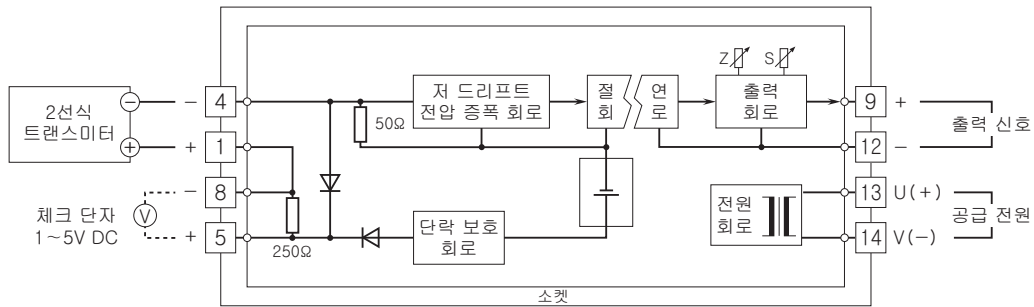 2선식
트랜스미터
−
+
− 4
+ 1
− 8
+ 5
체크 단자
1~5V DC
V
250Ω
50Ω
저 드리프트
전압 증폭 회로
단락 보호
회로
절 연
회 로
Z S
출력
회로
전원
회로
9 +
12 −
출력 신호
13 U(+)
14 V(−)
공급 전원
소켓